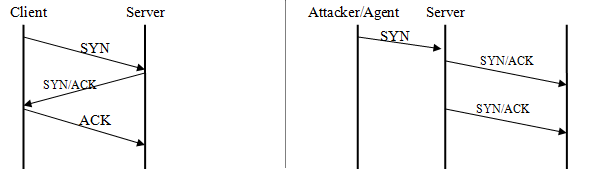 Client Server
SYN
SYN/ACK
ACK
Attacker/Agent Server
SYN
SYN/ACK
SYN/ACK